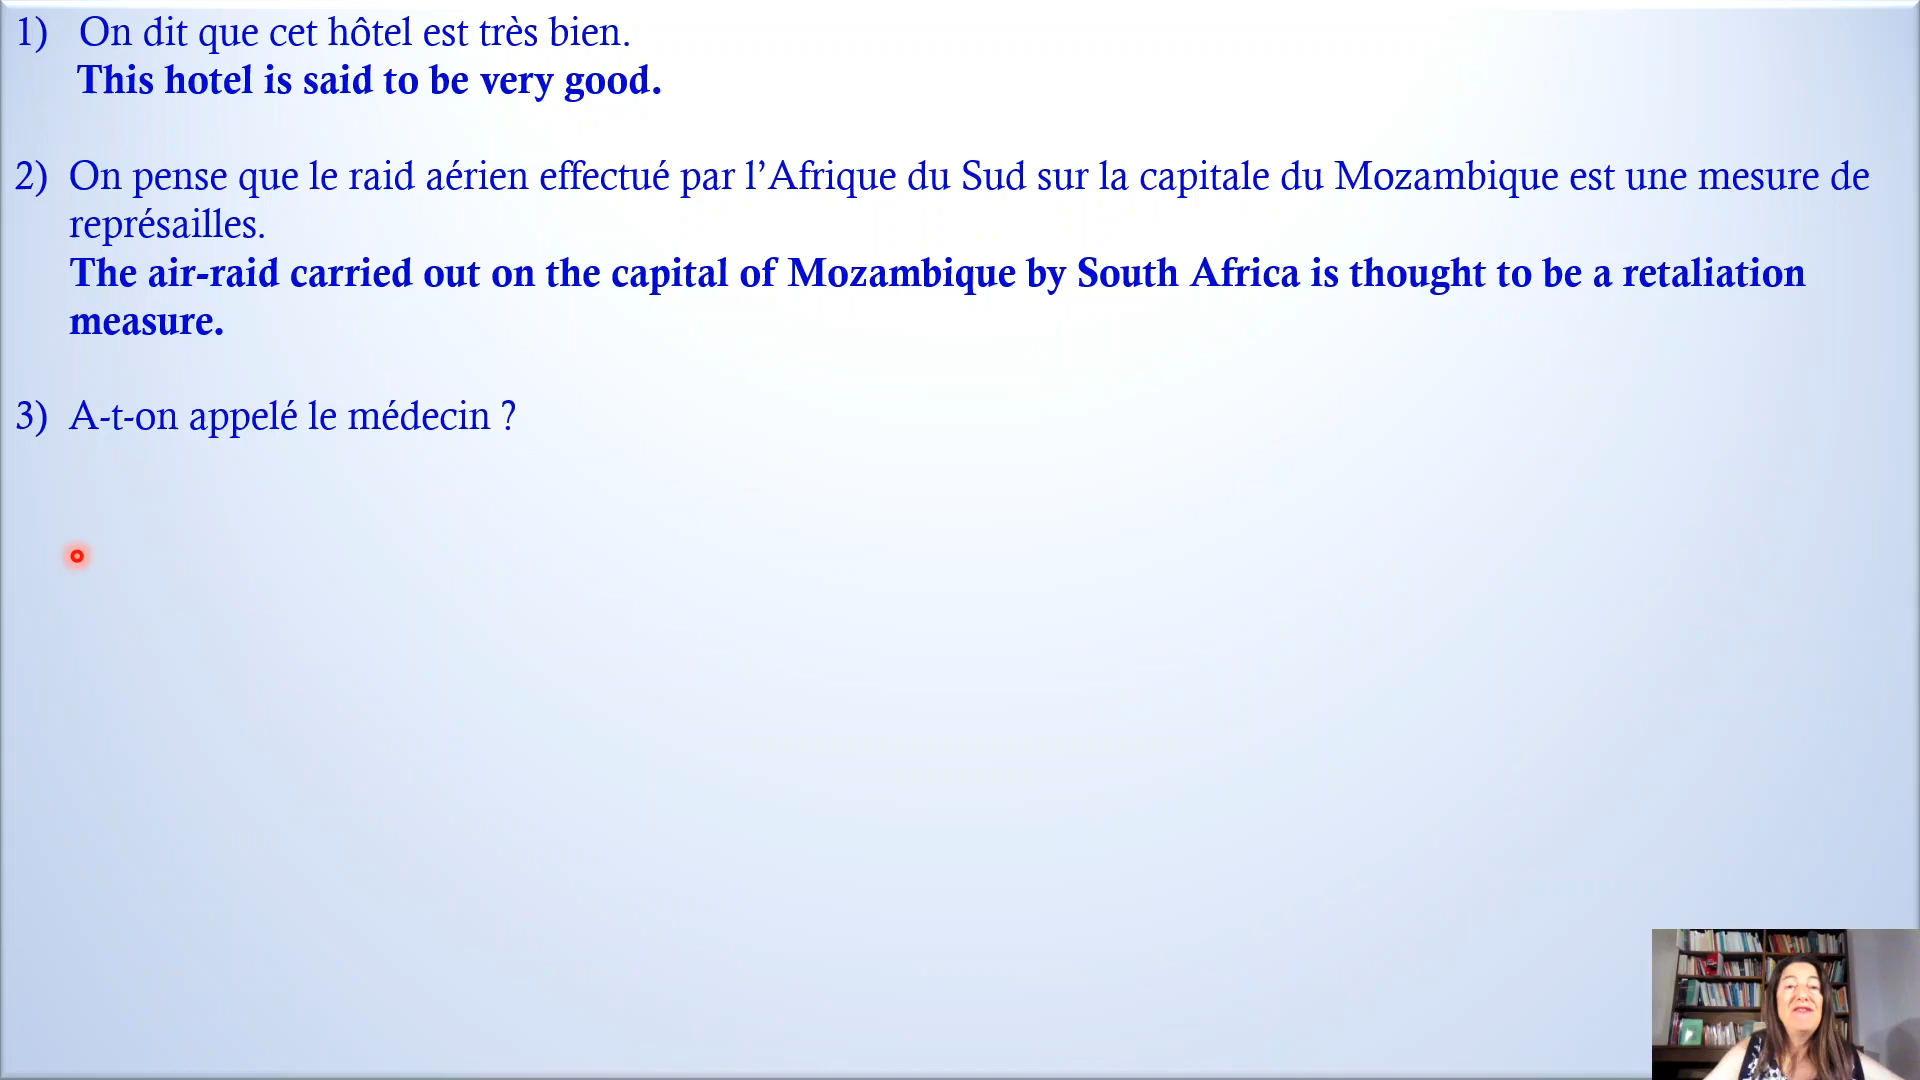 1) On dit que cet hôtel est très bien.
This hotel is said to be very good.
2) On pense que le raid aérien effectué par l’Afrique du Sud sur la capitale du Mozambique est une mesure de
représailles.
The air-raid carried out on the capital of Mozambique by South Africa is thought to be a retaliation
measure.
3) A-t-on appelé le médecin ?